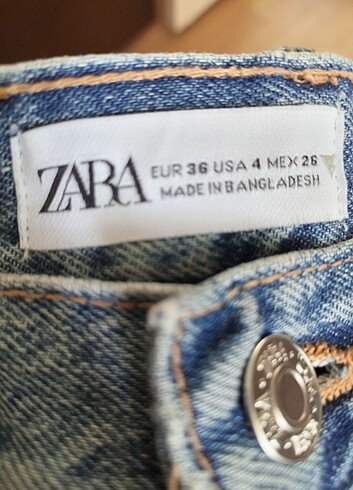 ZARA
EUR 36 USA 4 MEX 26
MADE IN BANGLADESH